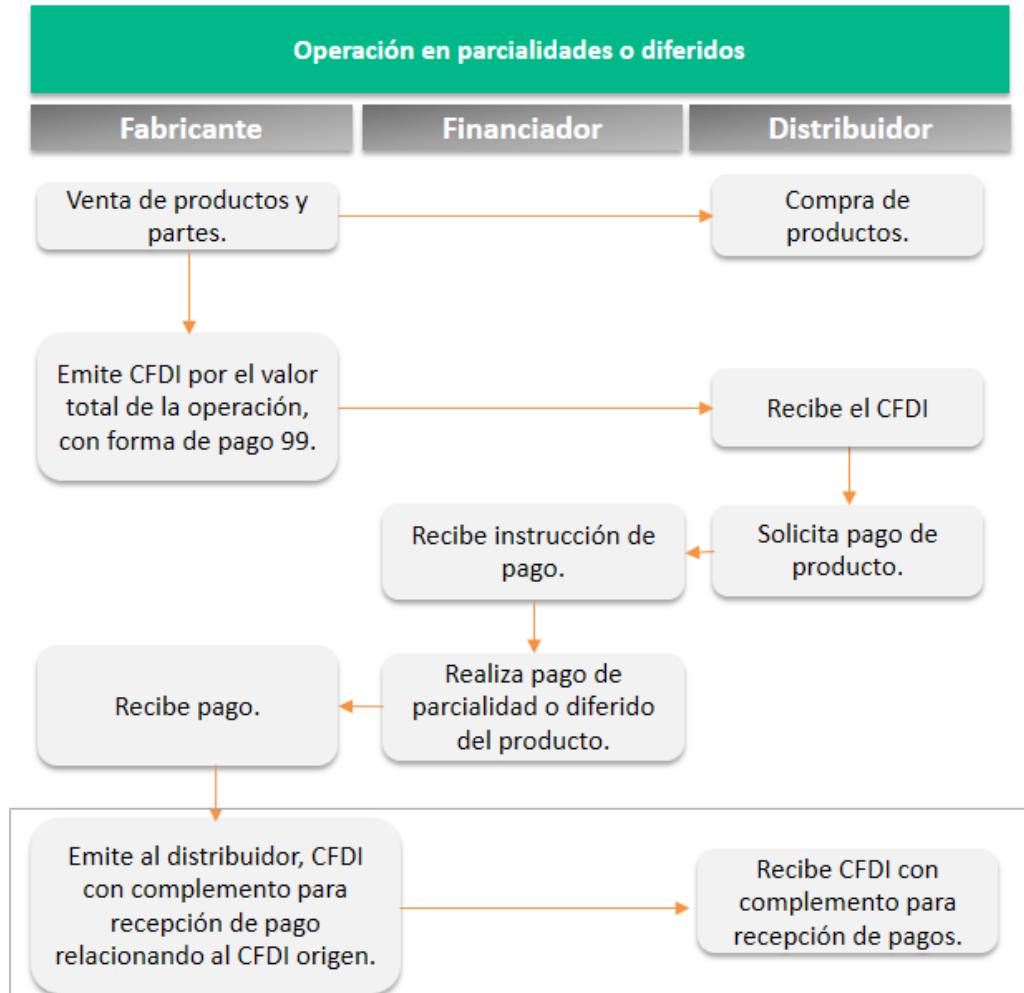 Operación en parcialidades o diferidos
Fabricante
Financiador
Distribuidor
Venta de productos y
partes.
Compra de
productos.
Emite CFDI por el valor
total de la operación,
con forma de pago 99.
Recibe el CFDI
Recibe instrucción de
pago.
Solicita pago de
producto.
Recibe pago.
Realiza pago de
parcialidad o diferido
del producto.
Emite al distribuidor, CFDI
con complemento para
recepción de pago
relacionando al CFDI origen.
Recibe CFDI con
complemento para
recepción de pagos.